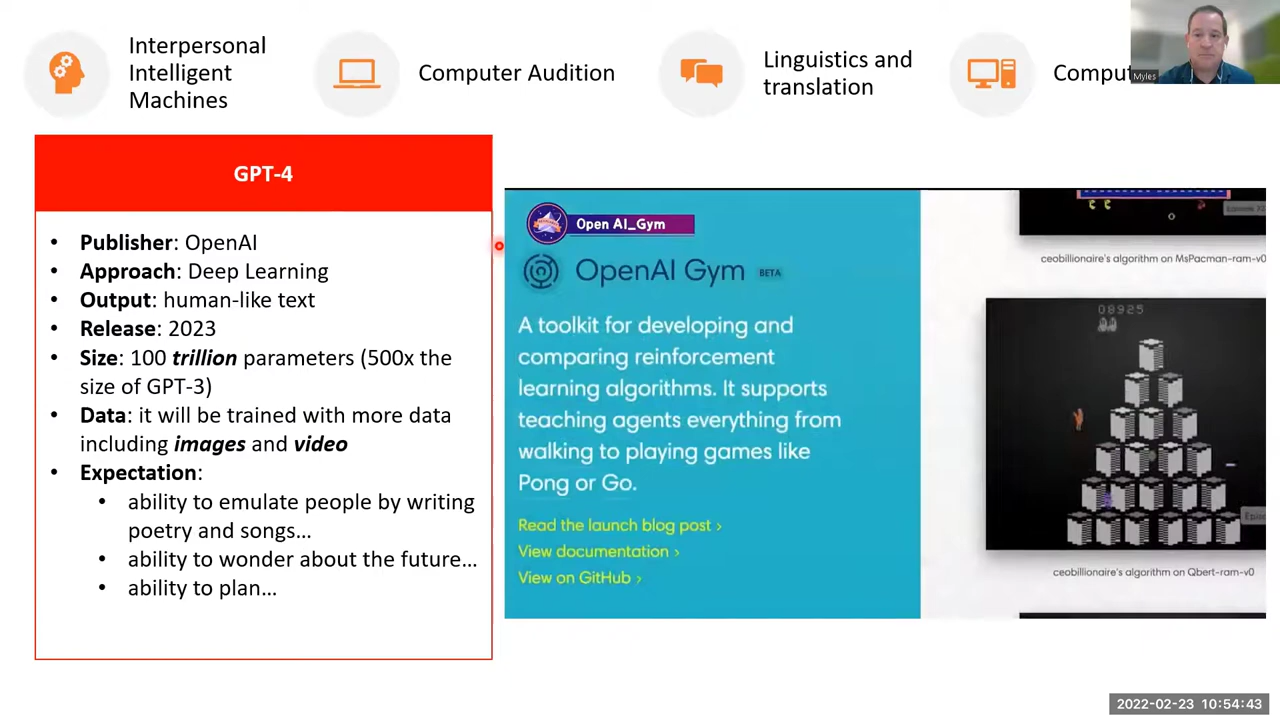 Interpersonal
Intelligent
Machines
Computer Audition
Linguistics and
translation
Myles
GPT-4
• Publisher: OpenAI
• Approach: Deep Learning
• Output: human-like text
• Release: 2023
• Size: 100 trillion parameters (500x the
size of GPT-3)
• Data: it will be trained with more data
including images and video
• Expectation:
• ability to emulate people by writing
poetry and songs…
• ability to wonder about the future…
• ability to plan…
Open AI_Gym
OpenAI Gym BETA
A toolkit for developing and
comparing reinforcement
learning algorithms. It supports
teaching agents everything from
walking to playing games like
Pong or Go.
Read the launch blog post ›
View documentation ›
View on GitHub ›
ceobillionaire's algorithm on MsPacman-ram-v0
08925
ceobillionaire's algorithm on Qbert-ram-v0
2022-02-23 10:54:43